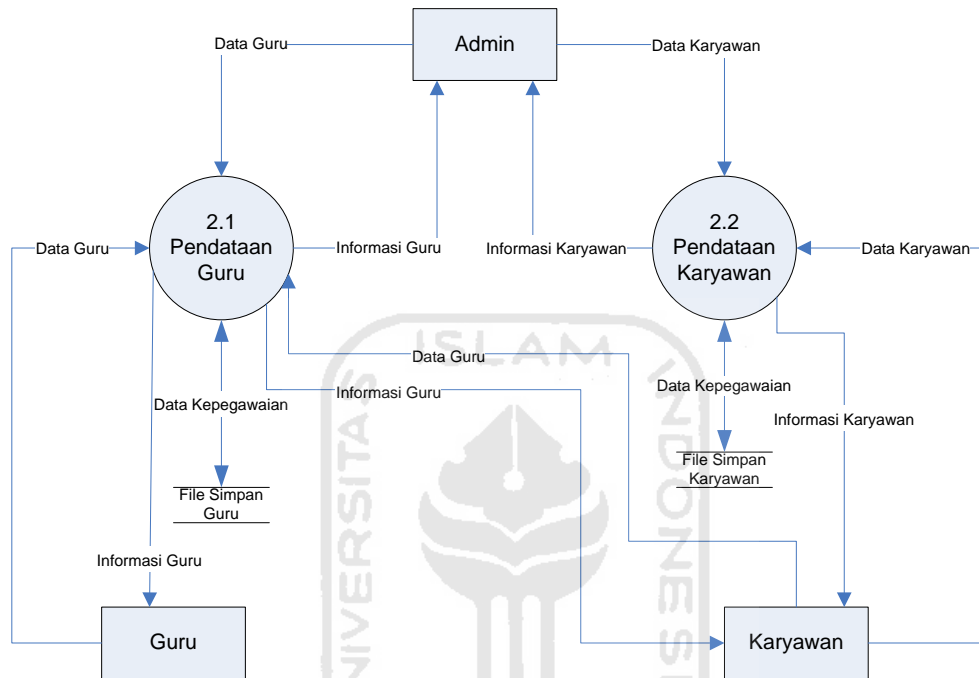 Data Guru
Admin
Data Karyawan
2.1
Pendataan
Guru
2.2
Pendataan
Karyawan
Data Guru
Informasi Guru
Informasi Karyawan
Data Karyawan
ISLAM
Data Guru
Data Kepegawaian
Informasi Guru
Data Kepegawaian
Informasi Karyawan
File Simpan
Karyawan
File Simpan
Guru
UNIVERSITAS
INDONES
Informasi Guru
Guru
Karyawan